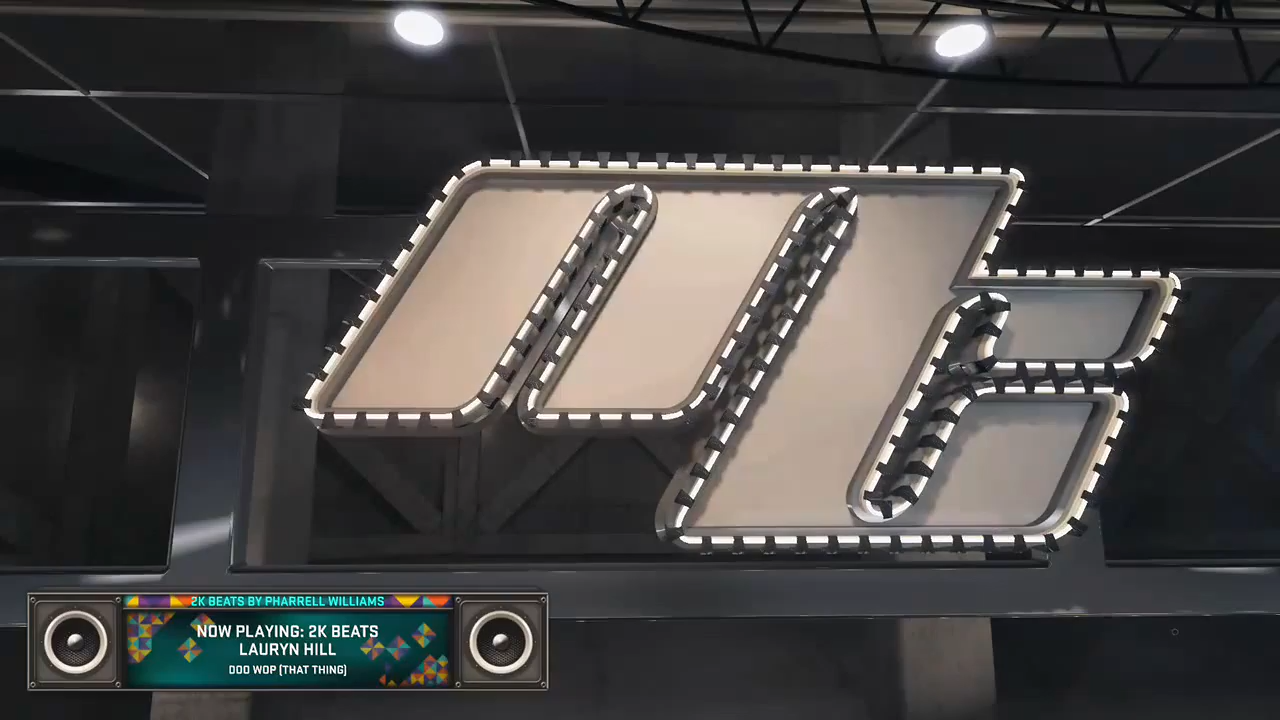 2K BEATS BY PHARRELL WILLIAMS
NOW PLAYING: 2K BEATS
LAURYN HILL
DOO WOP (THAT THING)